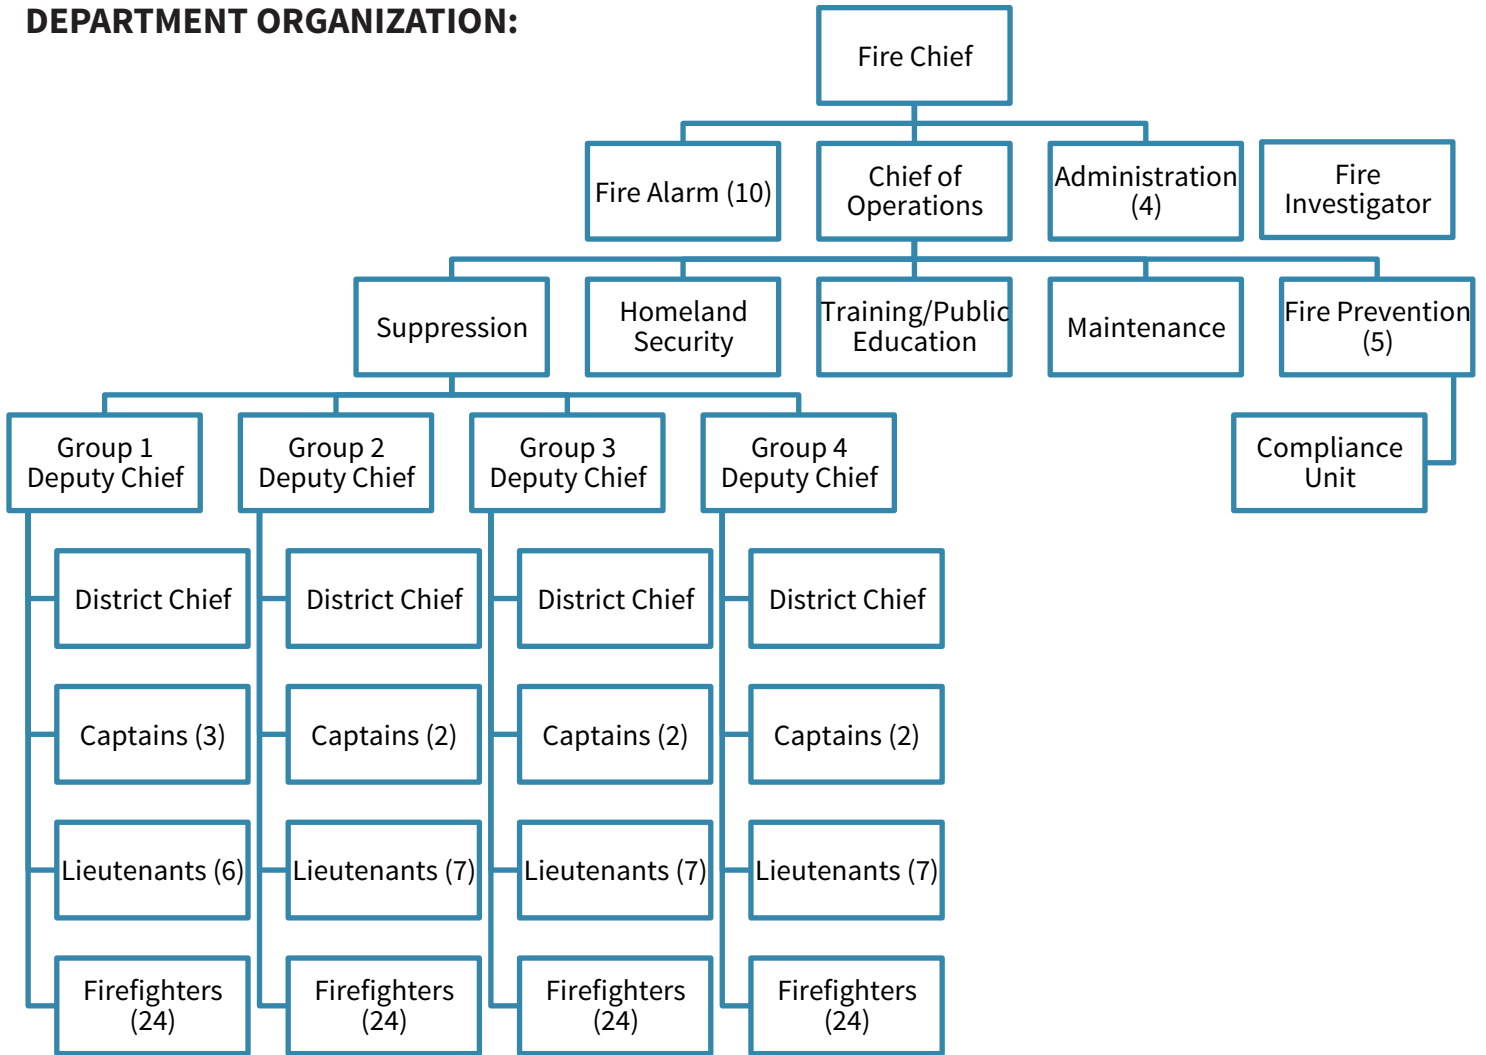 DEPARTMENT ORGANIZATION:
Fire Chief
Fire Alarm (10)
Chief of
Operations
Administration
(4)
Fire
Investigator
Suppression
Homeland
Security
Training/Public
Education
Maintenance
Fire Prevention
(5)
Group 1
Deputy Chief
Group 2
Deputy Chief
Group 3
Deputy Chief
Group 4
Deputy Chief
Compliance
Unit
District Chief
District Chief
District Chief
District Chief
Captains (3)
Captains (2)
Captains (2)
Captains (2)
Lieutenants (6)
Lieutenants (7)
Lieutenants (7)
Lieutenants (7)
Firefighters
(24)
Firefighters
(24)
Firefighters
(24)
Firefighters
(24)